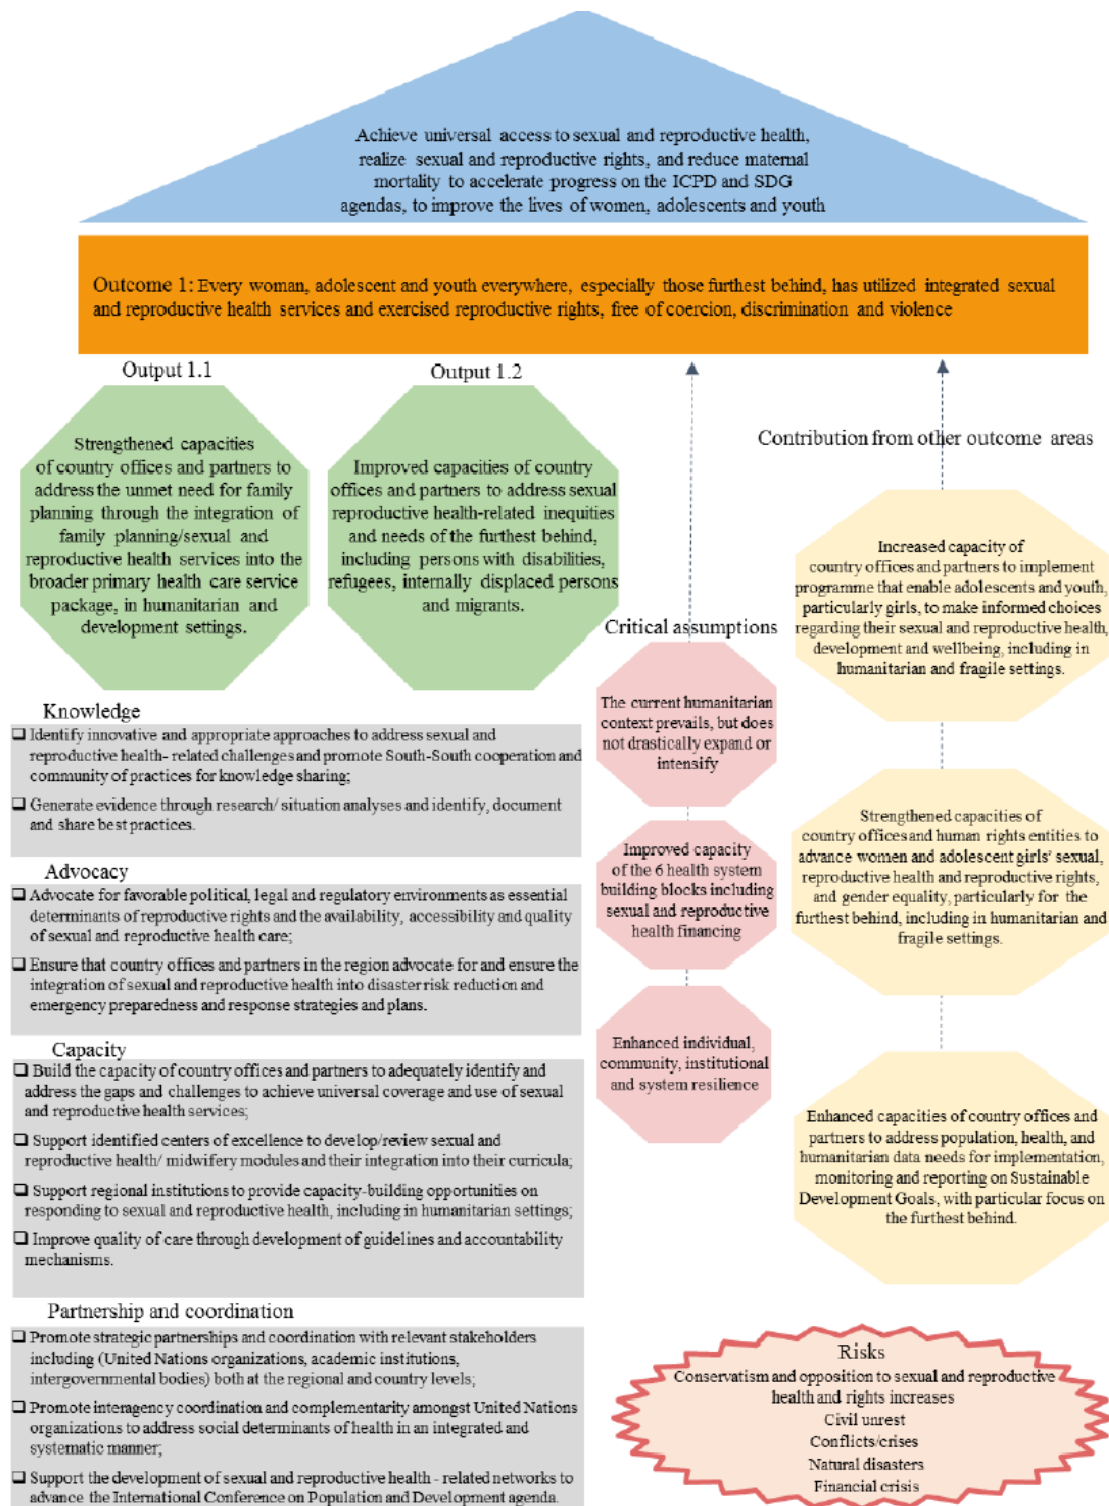 Achieve universal access to sexual and reproductive health,
realize sexual and reproductive rights, and reduce maternal
mortality to accelerate progress on the ICPD and SDG
agendas, to improve the lives of women, adolescents and youth
Outcome 1: Every woman, adolescent and youth everywhere, especially those furthest behind, has utilized integrated sexual
and reproductive health services and exercised reproductive rights, free of coercion, discrimination and violence
Output 1.1
Strengthened capacities
of country offices and partners to
address the unmet need for family
planning through the integration of
family planning/sexual and
reproductive health services into the
broader primary health care service
package, in humanitarian and
development settings.
Output 1.2
Improved capacities of country
offices and partners to address sexual
reproductive health-related inequities
and needs of the furthest behind,
including persons with disabilities,
refugees, internally displaced persons
and migrants.
Knowledge
❑ Identify innovative and appropriate approaches to address sexual and
reproductive health- related challenges and promote South-South cooperation and
community of practices for knowledge sharing;
❑ Generate evidence through research/ situation analyses and identify, document
and share best practices.
Advocacy
❑ Advocate for favorable political, legal and regulatory environments as essential
determinants of reproductive rights and the availability, accessibility and quality
of sexual and reproductive health care;
❑ Ensure that country offices and partners in the region advocate for and ensure the
integration of sexual and reproductive health into disaster risk reduction and
emergency preparedness and response strategies and plans.
Capacity
❑ Build the capacity of country offices and partners to adequately identify and
address the gaps and challenges to achieve universal coverage and use of sexual
and reproductive health services;
❑ Support identified centers of excellence to develop/review sexual and
reproductive health/ midwifery modules and their integration into their curricula;
❑ Support regional institutions to provide capacity-building opportunities on
responding to sexual and reproductive health, including in humanitarian settings;
❑ Improve quality of care through development of guidelines and accountability
mechanisms.
Partnership and coordination
❑ Promote strategic partnerships and coordination with relevant stakeholders
including (United Nations organizations, academic institutions,
intergovernmental bodies) both at the regional and country levels;
❑ Promote interagency coordination and complementarity amongst United Nations
organizations to address social determinants of health in an integrated and
systematic manner;
❑ Support the development of sexual and reproductive health - related networks to
advance the International Conference on Population and Development agenda.
Critical assumptions
The current humanitarian
context prevails, but does
not drastically expand or
intensify
Improved capacity
of the 6 health system
building blocks including
sexual and reproductive
health financing
Enhanced individual,
community, institutional
and system resilience
Contribution from other outcome areas
Increased capacity of
country offices and partners to implement
programme that enable adolescents and youth,
particularly girls, to make informed choices
regarding their sexual and reproductive health,
development and wellbeing, including in
humanitarian and fragile settings.
Strengthened capacities of
country offices and human rights entities to
advance women and adolescent girls' sexual,
reproductive health and reproductive rights,
and gender equality, particularly for the
furthest behind, including in humanitarian and
fragile settings.
Enhanced capacities of country offices and
partners to address population, health, and
humanitarian data needs for implementation,
monitoring and reporting on Sustainable
Development Goals, with particular focus on
the furthest behind.
Risks
Conservatism and opposition to sexual and reproductive
health and rights increases
Civil unrest
Conflicts/crises
Natural disasters
Financial crisis